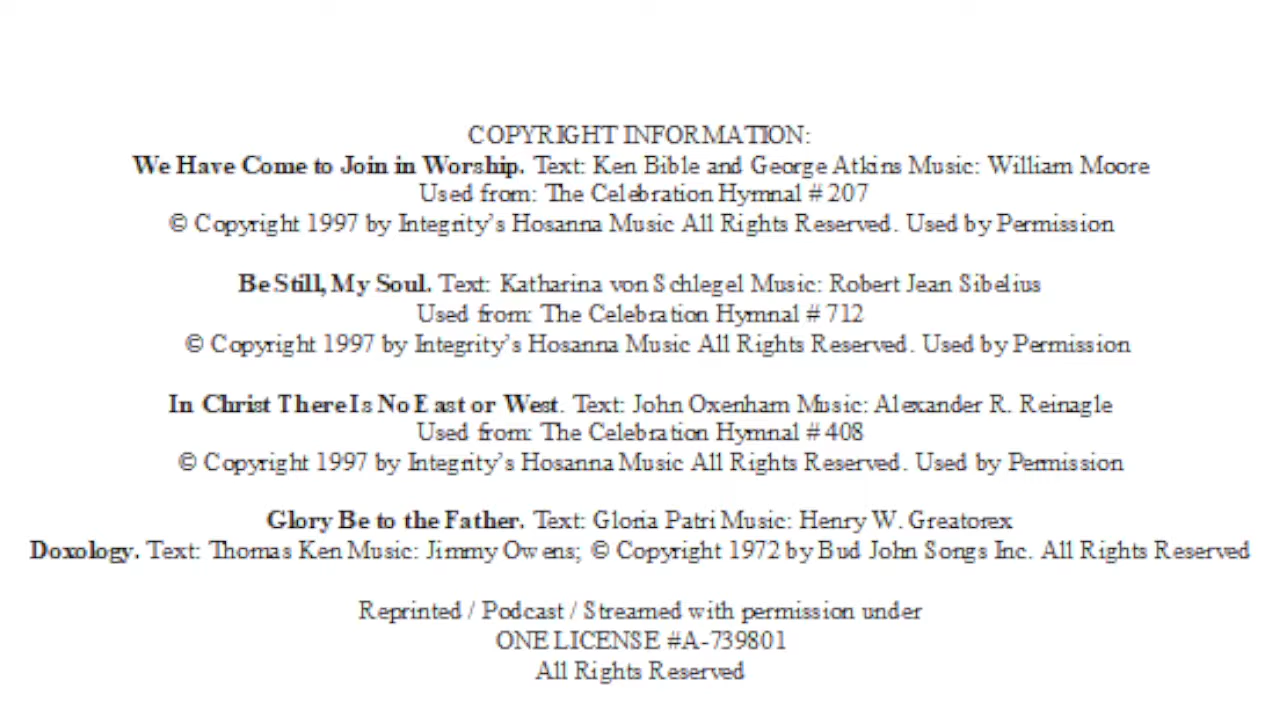 COPYRIGHT INFORMATION:
We Have Come to Join in Worship. Text: Ken Bible and George Atkins Music: William Moore
Used from: The Celebration Hymnal # 207
© Copyright 1997 by Integrity's Hosanna Music All Rights Reserved. Used by Permission
Be Still, My Soul. Text: Katharina von Schlegel Music: Robert Jean Sibelius
Used from: The Celebration Hymnal # 712
© Copyright 1997 by Integrity's Hosanna Music All Rights Reserved. Used by Permission
In Christ There Is No East or West. Text: John Oxenham Music: Alexander R. Reinagle
Used from: The Celebration Hymnal # 408
© Copyright 1997 by Integrity's Hosanna Music All Rights Reserved. Used by Permission
Glory Be to the Father. Text: Gloria Patri Music: Henry W. Greatorex
Doxology. Text: Thomas Ken Music: Jimmy Owens; © Copyright 1972 by Bud John Songs Inc. All Rights Reserved
Reprinted / Podcast / Streamed with permission under
ONE LICENSE #A-739801
All Rights Reserved